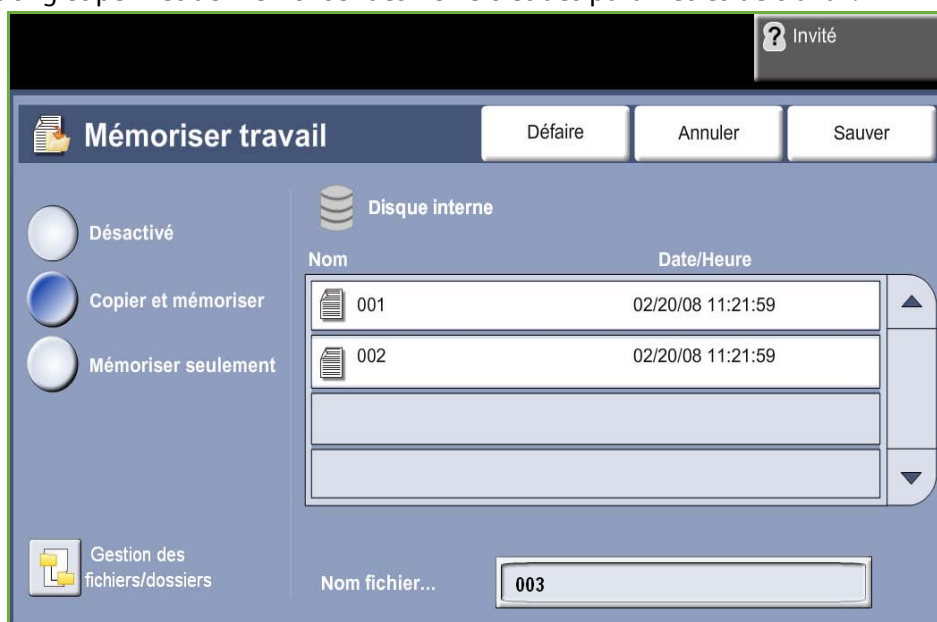 ? Invité
Mémoriser travail
Défaire
Annuler
Sauver
Désactivé
Copier et mémoriser
Mémoriser seulement
Disque interne
Nom Date/Heure
001 02/20/08 11:21:59
002 02/20/08 11:21:59
Gestion des
fichiers/dossiers
Nom fichier...
003